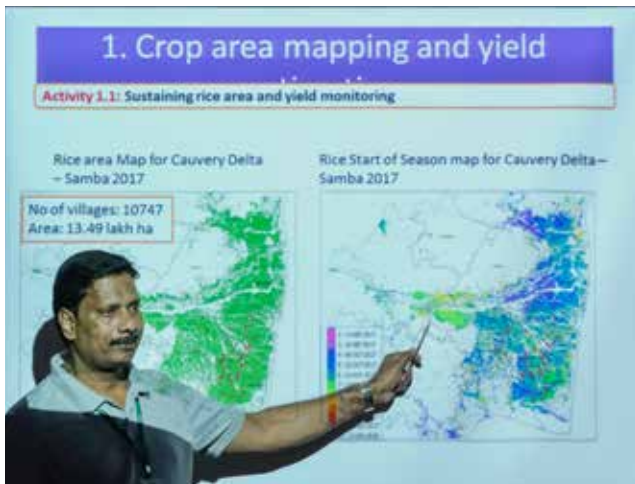 1. Crop area mapping and yield
Activity 1.1: Sustaining rice area and yield monitoring
Rice area Map for Cauvery Delta
– Samba 2017
Rice Start of Season map for Cauvery Delta–
Samba 2017
No of villages: 10747
Area: 13.49 lakh ha